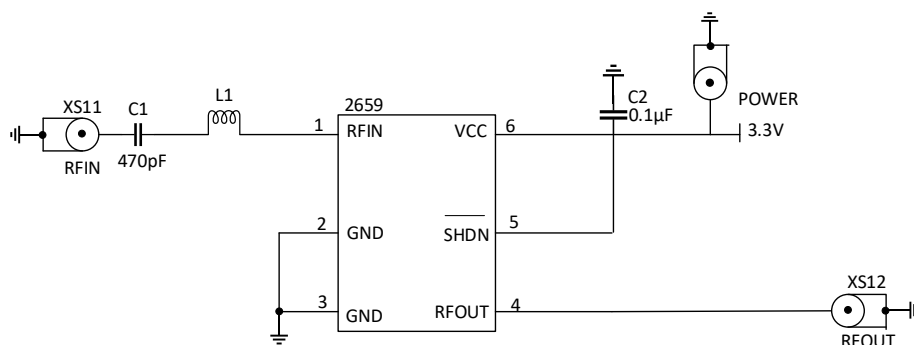 XS11
C1
L1
470pF
RFIN
2659
1
RFIN
VCC
6
2
GND
SHDN
5
3
GND
RFOUT
4
C2
0.1µF
POWER
3.3V
XS12
RFOUT